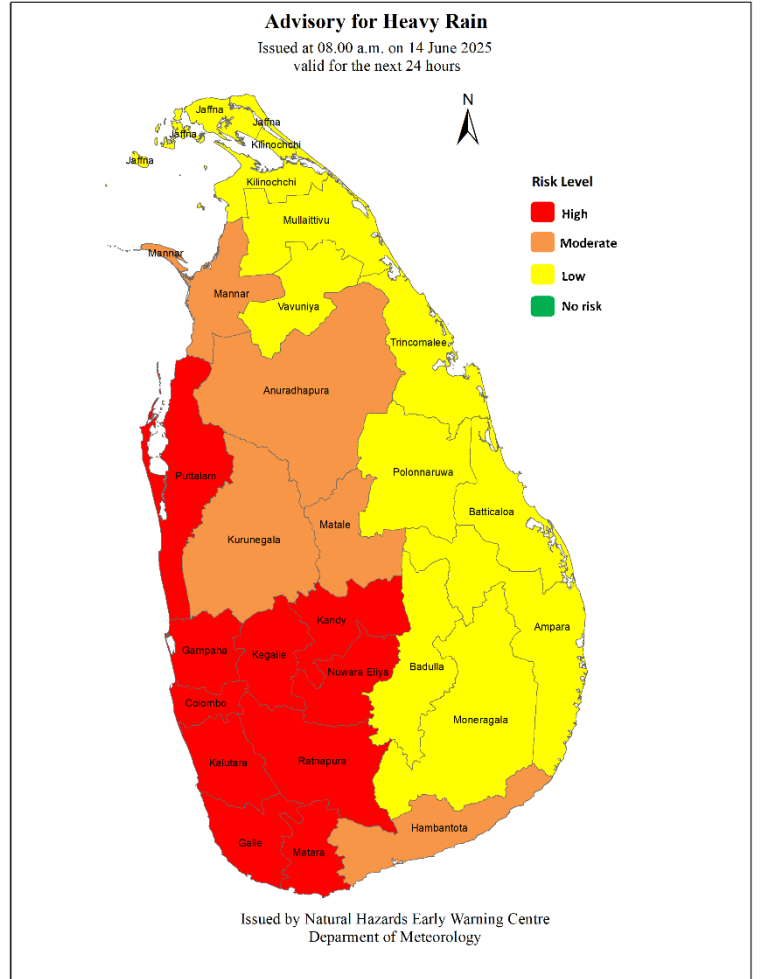 Advisory for Heavy Rain
Issued at 08.00 a.m. on 14 June 2025
valid for the next 24 hours
N
Jaffna
Jaffna
Jaffna
Kilinochchi
Jaffna
Kilinochchi
Risk Level
High
Moderate
Low
No risk
Mullaittivu
Mannar
Mannar
Vavuniya
Trincomalee
Anuradhapura
Puttalam
Polonnaruwa
Batticaloa
Matale
Kurunegala
Kandy
Ampara
Gampaha
Kegalle
Badulla
Nuwara Eliya
Colombo
Moneragala
Kalutara
Ratnapura
Hambantota
Galle
Matara
Issued by Natural Hazards Early Warning Centre
Deparment of Meteorology